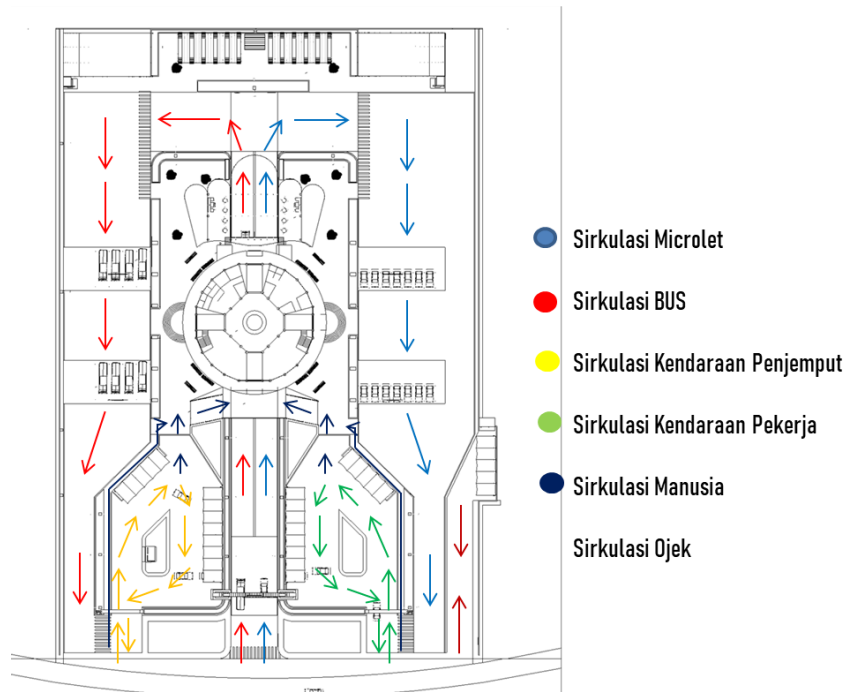 Sirkulasi Microlet
Sirkulasi BUS
Sirkulasi Kendaraan Penjemput
Sirkulasi Kendaraan Pekerja
Sirkulasi Manusia
Sirkulasi Ojek